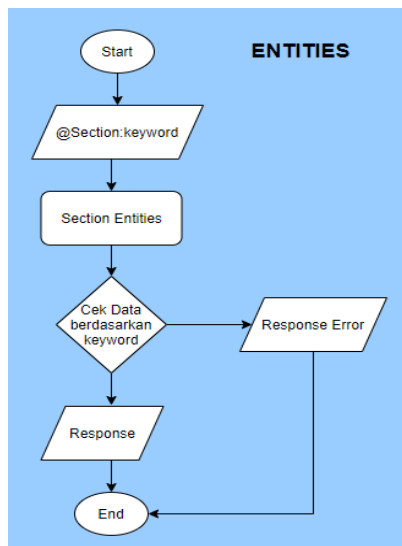 ENTITIES
Start
@Section:keyword
Section Entities
Cek Data
berdasarkan
keyword
Response Error
Response
End